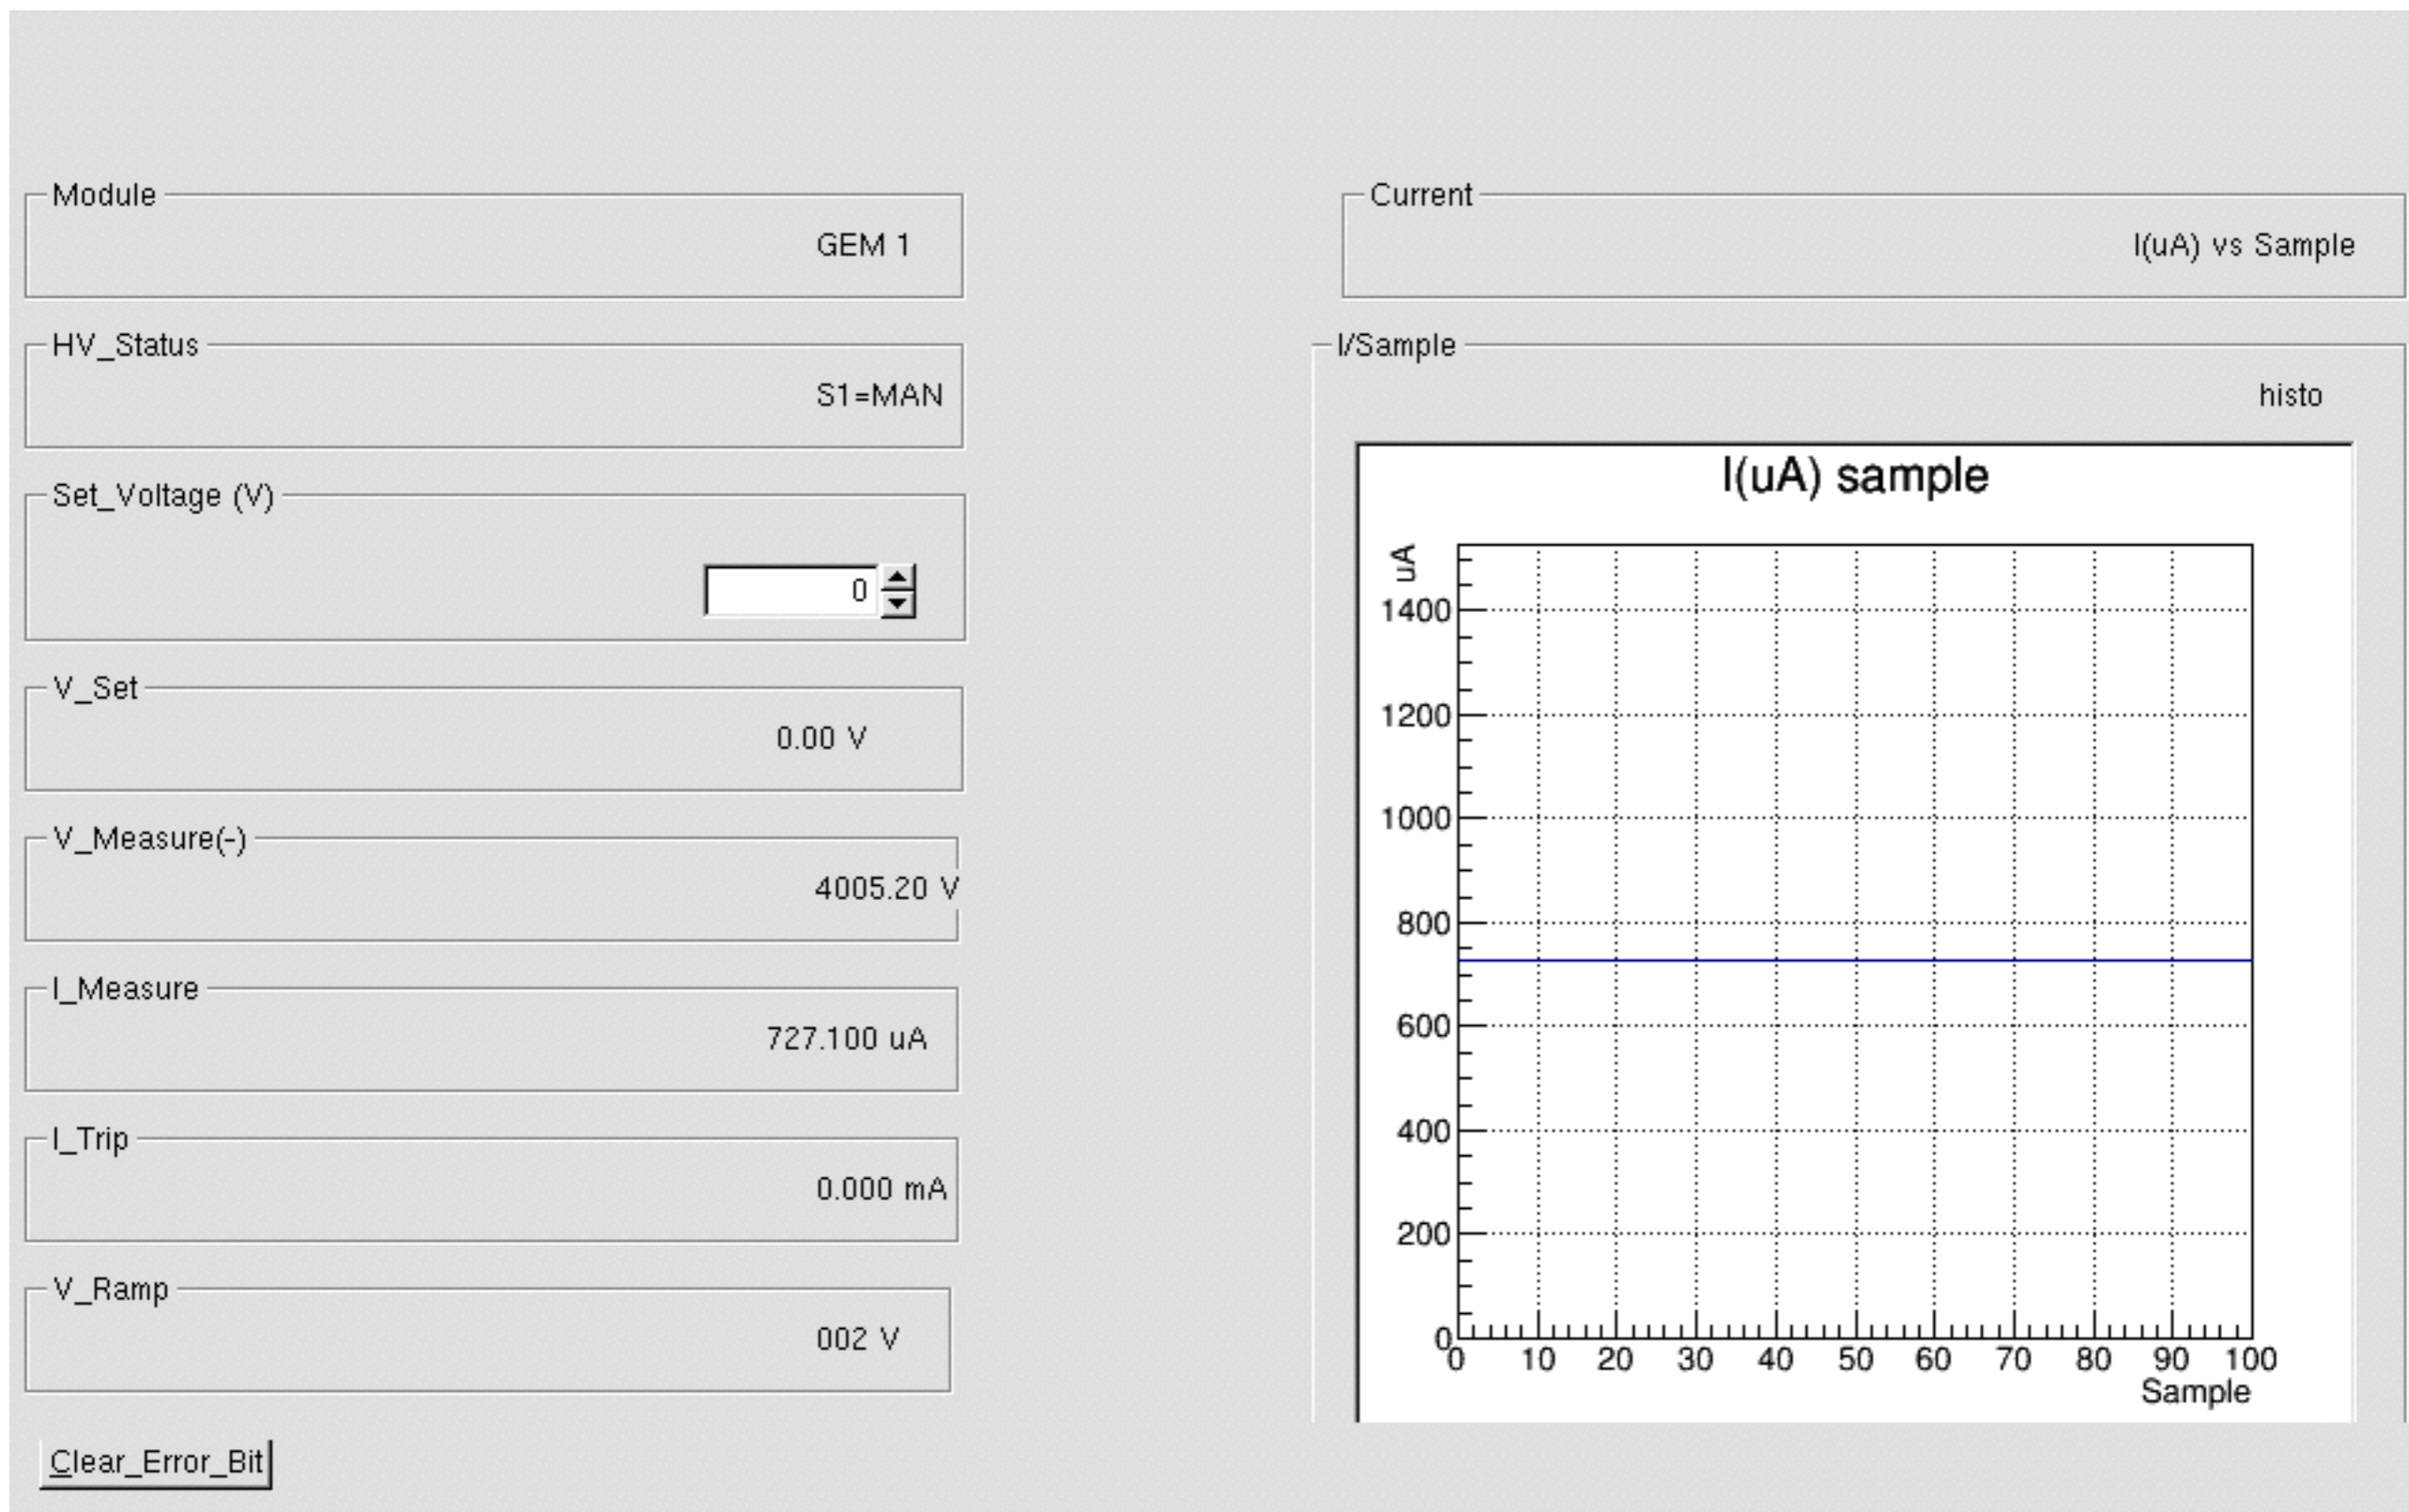 Module
GEM 1
HV_Status
S1=MAN
Set_Voltage (V)
0
V_Set
0.00 V
V_Measure(-)
4005.20 V
I_Measure
727.100 uA
I_Trip
0.000 mA
V_Ramp
002 V
Clear_Error_Bit
Current
I(uA) vs Sample
I/Sample
histo
I(uA) sample
uA
1400
1200
1000
800
600
400
200
0
0 10 20 30 40 50 60 70 80 90 100
Sample